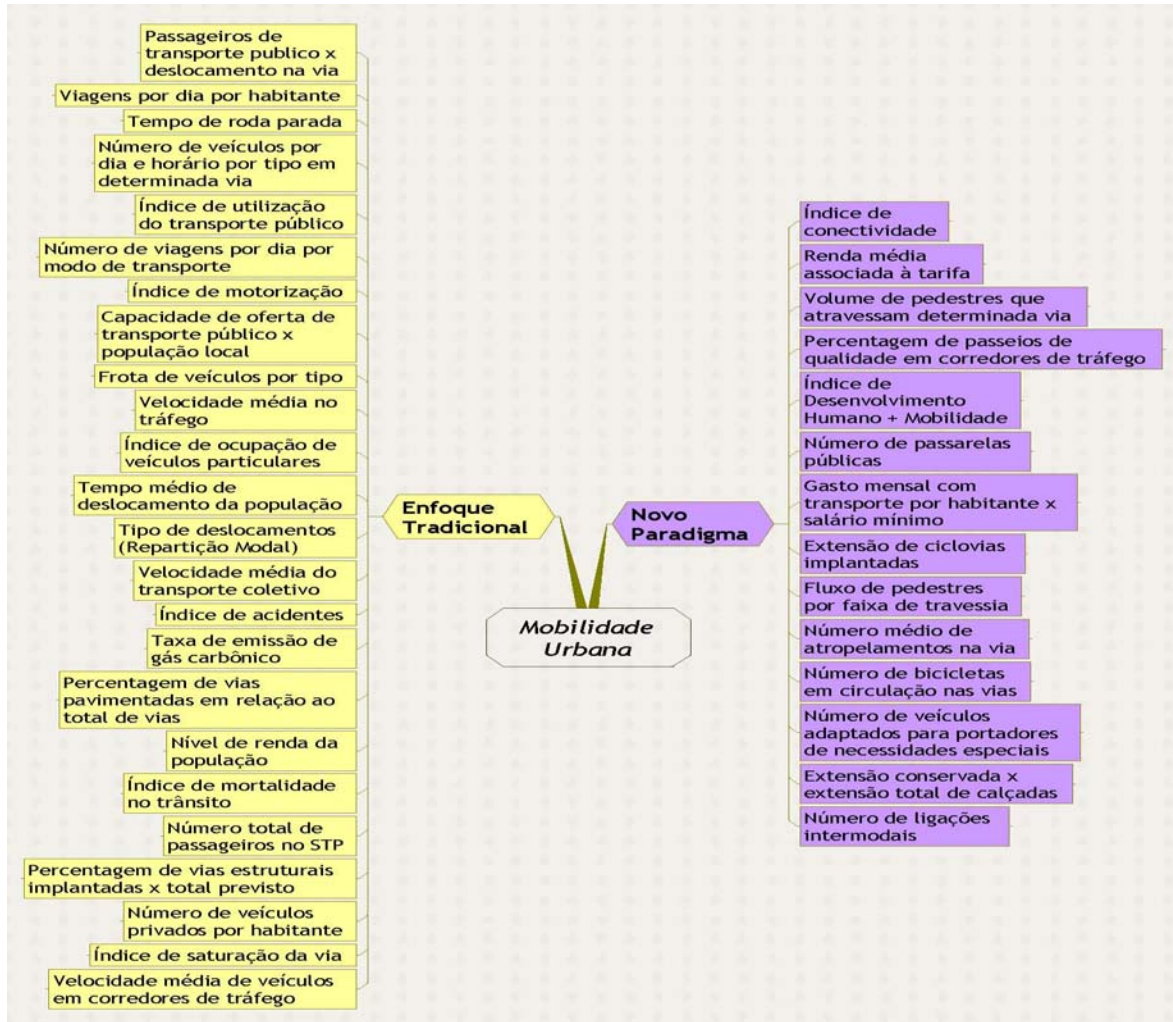 Passageiros de
transporte publico x
deslocamento na via
Viagens por dia por habitante
Tempo de roda parada
Número de veículos por
dia e horário por tipo em
determinada via
Índice de utilização
do transporte público
Número de viagens por dia por
modo de transporte
Índice de motorização
Capacidade de oferta de
transporte público x
população local
Frota de veículos por tipo
Velocidade média no
tráfego
Índice de ocupação de
veículos particulares
Tempo médio de
deslocamento da população
Tipo de deslocamentos
(Repartição Modal)
Velocidade média do
transporte coletivo
Índice de acidentes
Taxa de emissão de
gás carbônico
Percentagem de vias
pavimentadas em relação ao
total de vias
Nível de renda da
população
Índice de mortalidade
no trânsito
Número total de
passageiros no STP
Percentagem de vias estruturais
implantadas x total previsto
Número de veículos
privados por habitante
Índice de saturação da via
Velocidade média de veículos
em corredores de tráfego
Enfoque
Tradicional
Mobilidade
Urbana
Novo
Paradigma
Índice de
conectividade
Renda média
associada à tarifa
Volume de pedestres que
atravessam determinada via
Percentagem de passeios de
qualidade em corredores de tráfego
Índice de
Desenvolvimento
Humano + Mobilidade
Número de passarelas
públicas
Gasto mensal com
transporte por habitante x
salário mínimo
Extensão de ciclovias
implantadas
Fluxo de pedestres
por faixa de travessia
Número médio de
atropelamentos na via
Número de bicicletas
em circulação nas vias
Número de veículos
adaptados para portadores
de necessidades especiais
Extensão conservada x
extensão total de calçadas
Número de ligações
intermodais